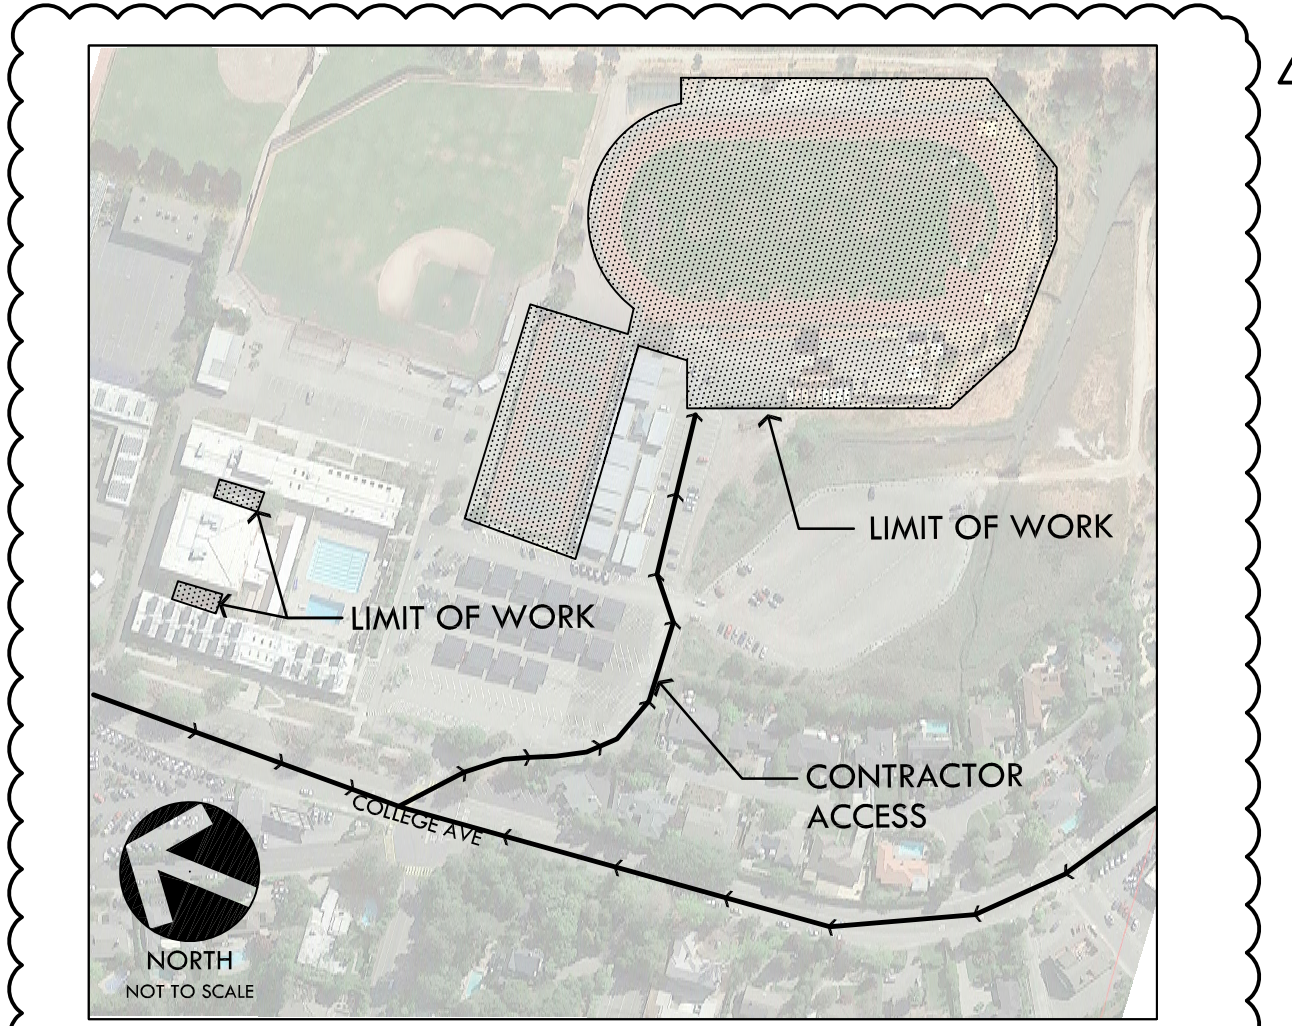 LIMIT OF WORK
LIMIT OF WORK
CONTRACTOR
ACCESS
COLLEGE AVE
NORTH
NOT TO SCALE